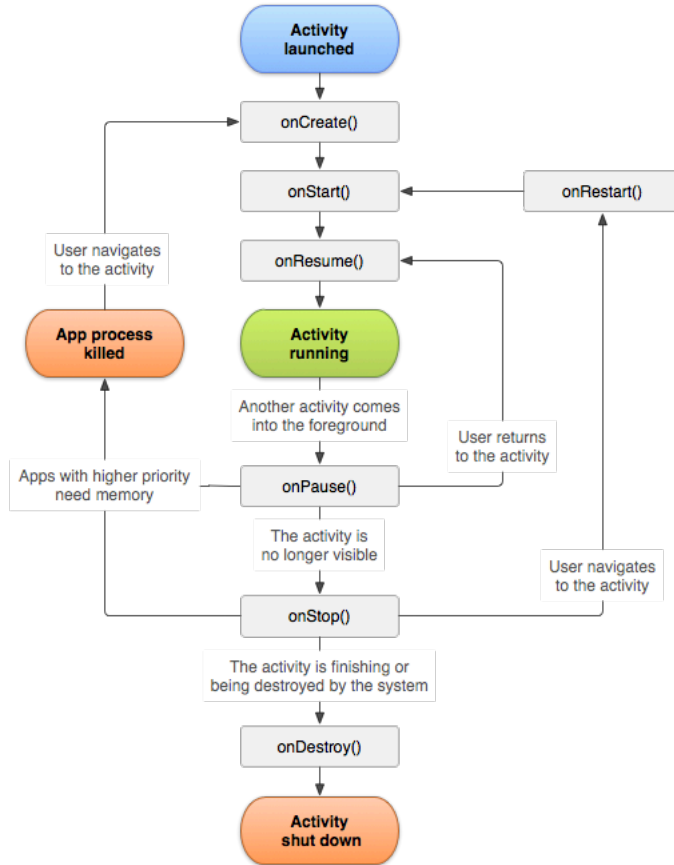 Activity
launched
onCreate()
onStart()
onRestart()
User navigates
to the activity
onResume()
App process
killed
Activity
running
Another activity comes
into the foreground
User returns
to the activity
Apps with higher priority
need memory
onPause()
The activity is
no longer visible
User navigates
to the activity
onStop()
The activity is finishing or
being destroyed by the system
onDestroy()
Activity
shut down